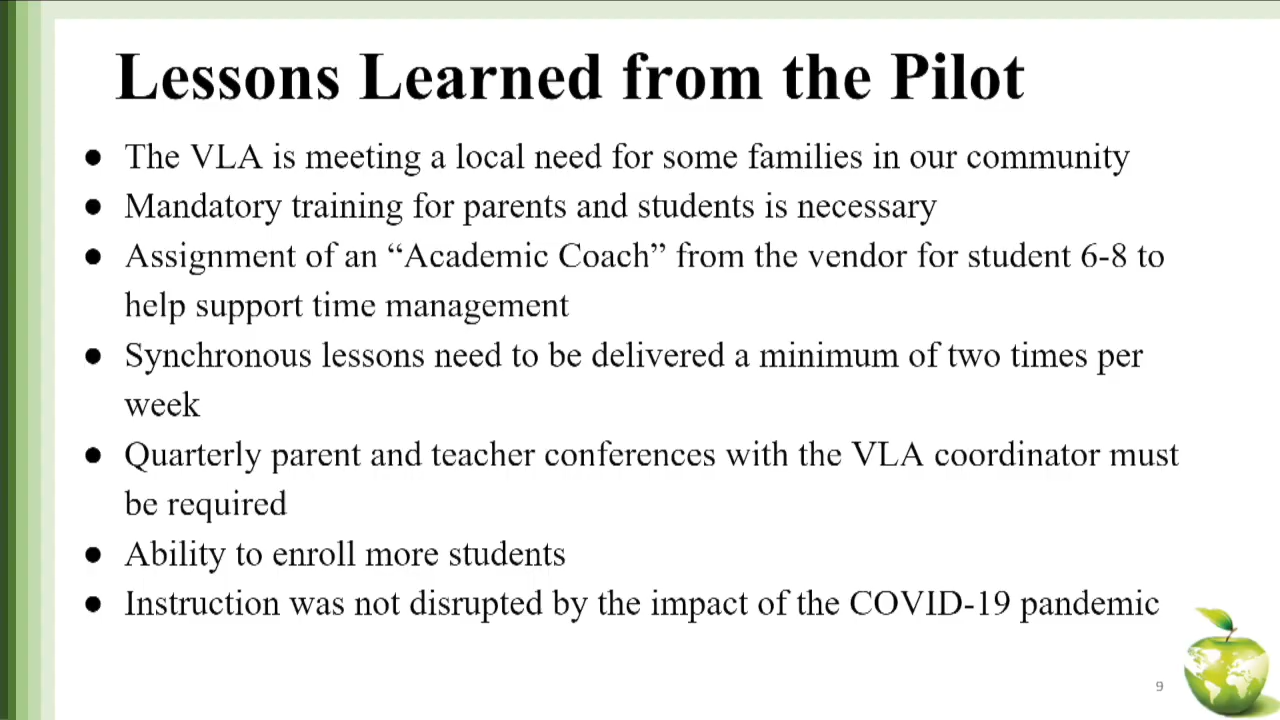 Lessons Learned from the Pilot
● The VLA is meeting a local need for some families in our community
● Mandatory training for parents and students is necessary
● Assignment of an “Academic Coach” from the vendor for student 6-8 to
help support time management
● Synchronous lessons need to be delivered a minimum of two times per
week
● Quarterly parent and teacher conferences with the VLA coordinator must
be required
● Ability to enroll more students
● Instruction was not disrupted by the impact of the COVID-19 pandemic
9